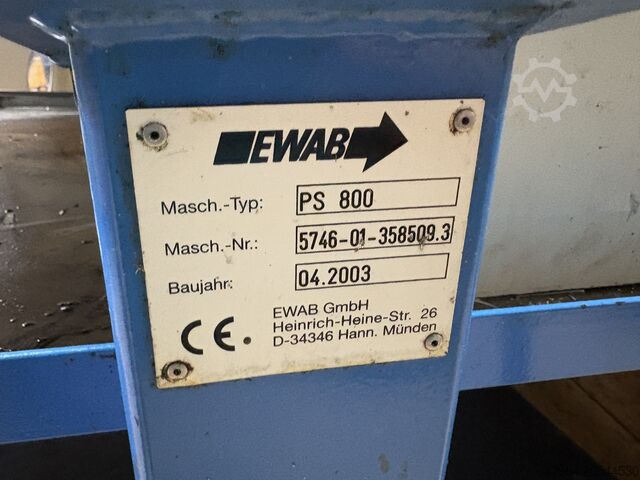 EWAB
Masch.-Typ: PS 800
Masch.-Nr.: 5746-01-358509.3
Baujahr: 04.2003
EWAB GmbH
Heinrich-Heine-Str. 26
D-34346 Hann. Münden
CE.